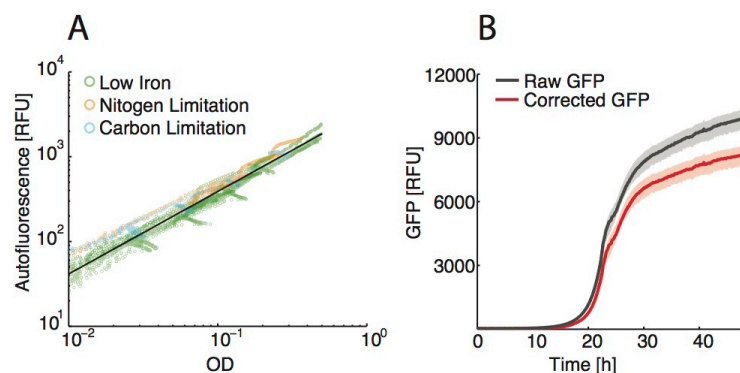 A
Autofluorescence [RFU]
10^4
10^3
10^2
10^1
Low Iron
Nitogen Limitation
Carbon Limitation
10^-2
10^-1
10^0
OD
B
GFP [RFU]
12000
9000
6000
3000
Raw GFP
Corrected GFP
0
10
20
30
40
Time [h]